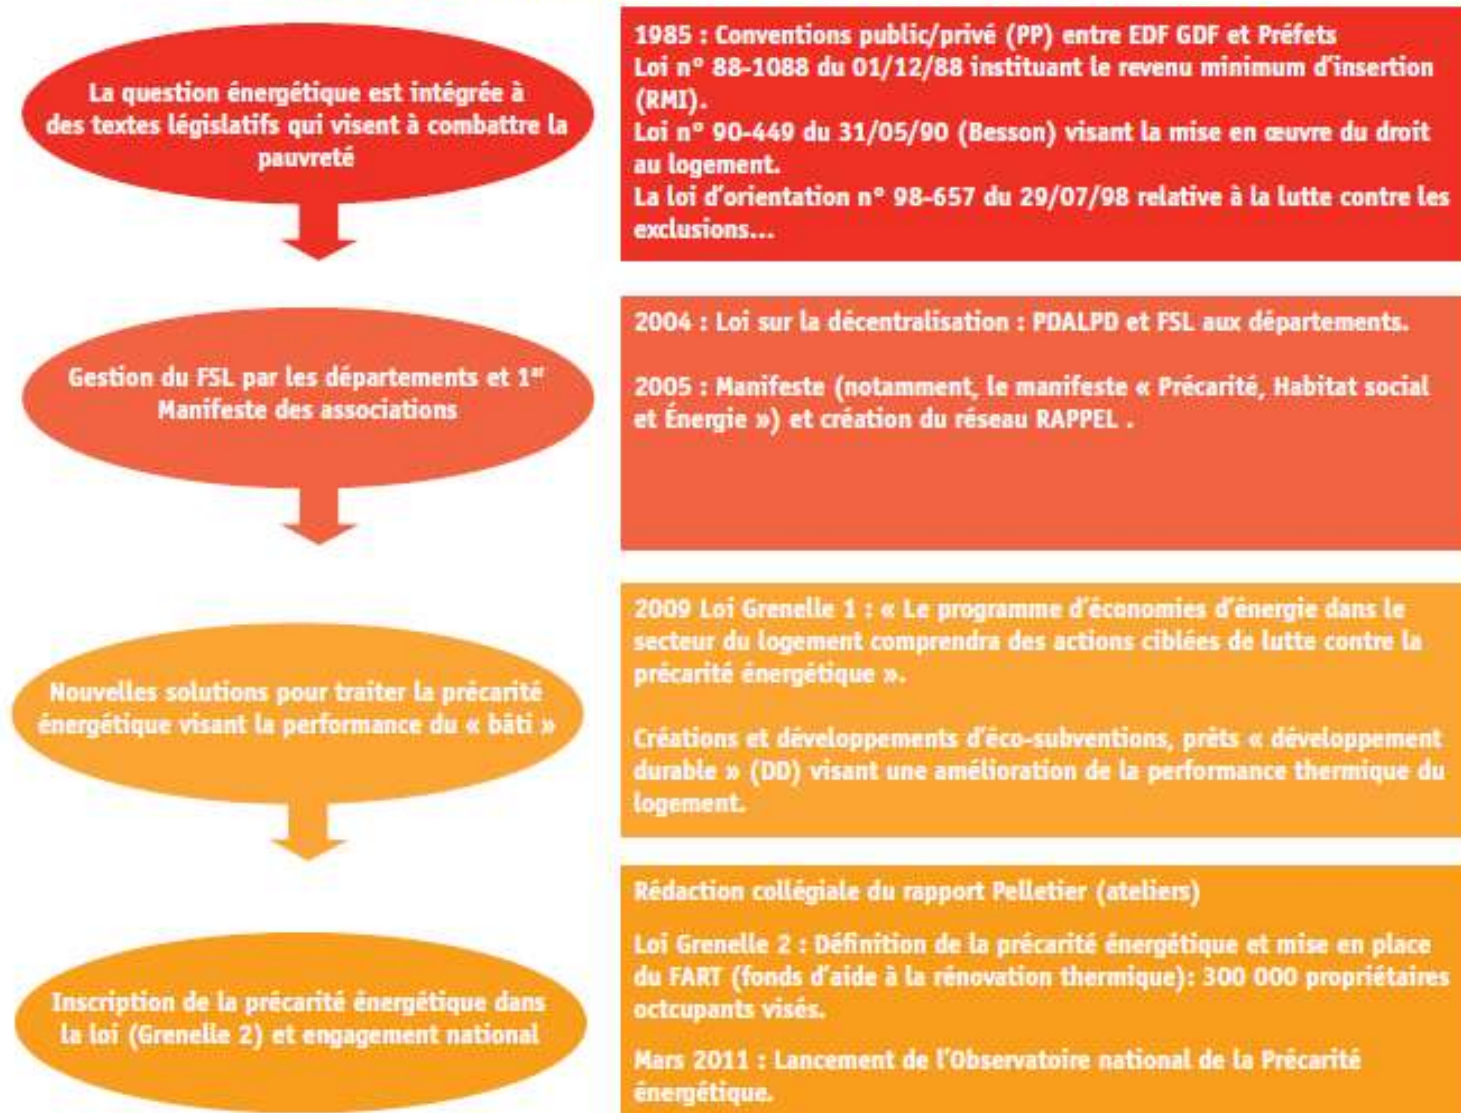 La question énergétique est intégrée à
des textes législatifs qui visent à combattre la
pauvreté
1985 : Conventions public/privé (PP) entre EDF GDF et Préfets
Loi n° 88-1088 du 01/12/88 instituant le revenu minimum d'insertion
(RMI).
Loi n° 90-449 du 31/05/90 (Besson) visant la mise en œuvre du droit
au logement.
La loi d'orientation n° 98-657 du 29/07/98 relative à la lutte contre les
exclusions...
Gestion du FSL par les départements et 1er
Manifeste des associations
2004 : Loi sur la décentralisation : PDALPD et FSL aux départements.
2005 : Manifeste (notamment, le manifeste « Précarité, Habitat social
et Énergie ») et création du réseau RAPPEL .
Nouvelles solutions pour traiter la précarité
énergétique visant la performance du « bâti »
2009 Loi Grenelle 1 : « Le programme d'économies d'énergie dans le
secteur du logement comprendra des actions ciblées de lutte contre la
précarité énergétique ».
Créations et développements d'éco-subventions, prêts « développement
durable » (DD) visant une amélioration de la performance thermique du
logement.
Inscription de la précarité énergétique dans
la loi (Grenelle 2) et engagement national
Rédaction collégiale du rapport Pelletier (ateliers)
Loi Grenelle 2 : Définition de la précarité énergétique et mise en place
du FART (fonds d'aide à la rénovation thermique): 300 000 propriétaires
octcupants visés.
Mars 2011 : Lancement de l'Observatoire national de la Précarité
énergétique.